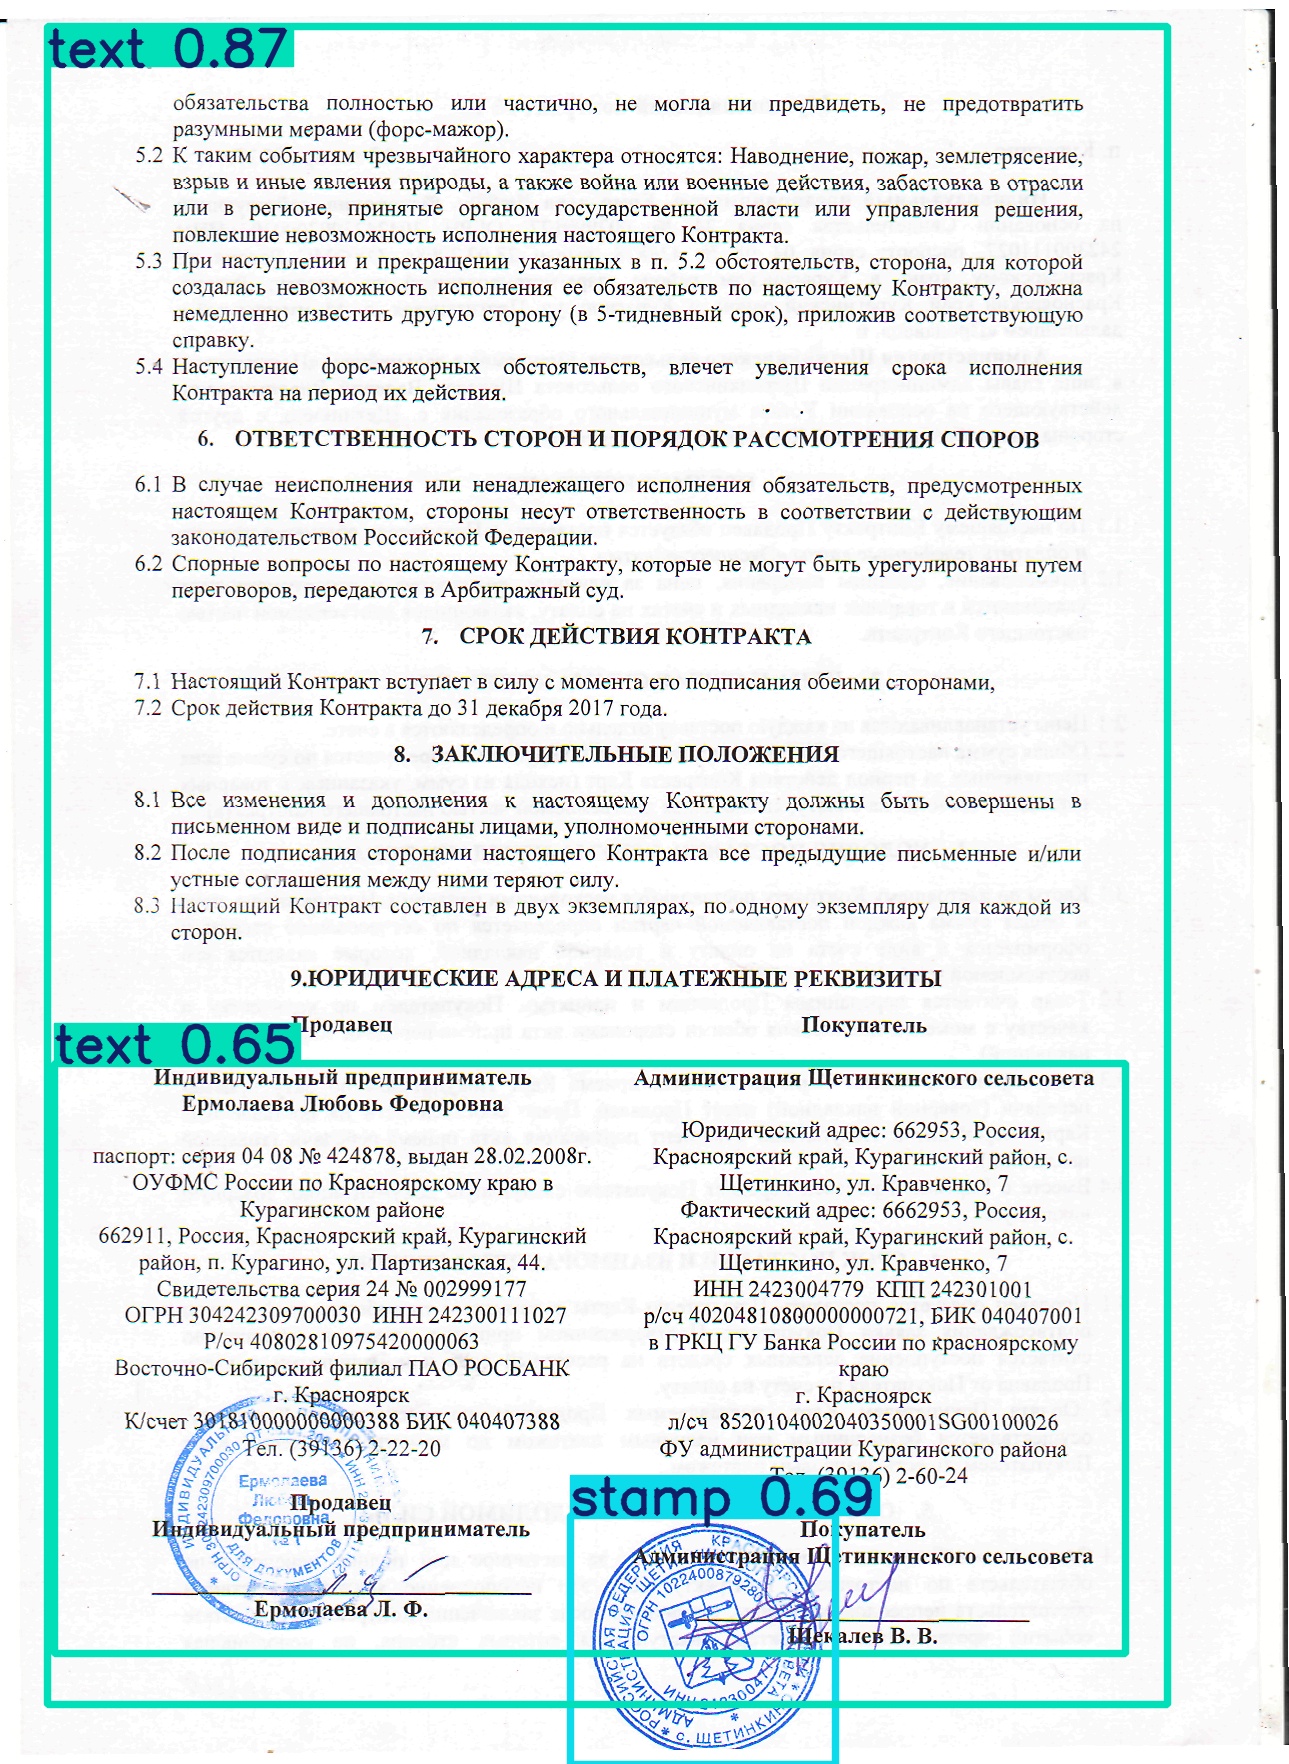 text 0.87
обязательства полностью или частично, не могла ни предвидеть, не предотвратить
разумными мерами (форс-мажор).
5.2 К таким событиям чрезвычайного характера относятся: Наводнение, пожар, землетрясение,
взрыв и иные явления природы, а также война или военные действия, забастовка в отрасли
или в регионе, принятые органом государственной власти или управления решения,
повлекшие невозможность исполнения настоящего Контракта.
5.3 При наступлении и прекращении указанных в п. 5.2 обстоятельств, сторона, для которой
создалась невозможность исполнения ее обязательств по настоящему Контракту, должна
немедленно известить другую сторону (в 5-тидневный срок), приложив соответствующую
справку.
5.4 Наступление форс-мажорных обстоятельств, влечет увеличения срока исполнения
Контракта на период их действия.
6. ОТВЕТСТВЕННОСТЬ СТОРОН И ПОРЯДОК РАССМОТРЕНИЯ СПОРОВ
6.1 В случае неисполнения или ненадлежащего исполнения обязательств, предусмотренных
настоящем Контрактом, стороны несут ответственность в соответствии с действующим
законодательством Российской Федерации.
6.2 Спорные вопросы по настоящему Контракту, которые не могут быть урегулированы путем
переговоров, передаются в Арбитражный суд.
7. СРОК ДЕЙСТВИЯ КОНТРАКТА
7.1 Настоящий Контракт вступает в силу с момента его подписания обеими сторонами,
7.2 Срок действия Контракта до 31 декабря 2017 года.
8. ЗАКЛЮЧИТЕЛЬНЫЕ ПОЛОЖЕНИЯ
8.1 Все изменения и дополнения к настоящему Контракту должны быть совершены в
письменном виде и подписаны лицами, уполномоченными сторонами.
8.2 После подписания сторонами настоящего Контракта все предыдущие письменные и/или
устные соглашения между ними теряют силу.
8.3 Настоящий Контракт составлен в двух экземплярах, по одному экземпляру для каждой из
сторон.
9.ЮРИДИЧЕСКИЕ АДРЕСА И ПЛАТЕЖНЫЕ РЕКВИЗИТЫ
Продавец
text 0.65
Индивидуальный предприниматель
Ермолаева Любовь Федоровна
паспорт: серия 04 08 № 424878, выдан 28.02.2008г.
ОУФМС России по Красноярскому краю в
Курагинском районе
662911, Россия, Красноярский край, Курагинский
район, п. Курагино, ул. Партизанская, 44.
Свидетельства серия 24 № 002999177
ОГРН 304242309700030 ИНН 242300111027
Р/сч 40802810975420000063
Восточно-Сибирский филиал ПАО РОСБАНК
г. Красноярск
К/счет 30181000000000388 БИК 040407388
Тел. (39136) 2-22-20
Продавец
Индивидуальный предприниматель
Ермолаева Л. Ф.
Ермолаева
Любовь
Федоровна
№ 1
ДЛЯ ДОКУМЕНТОВ
Покупатель
Администрация Щетинкинского сельсовета
Юридический адрес: 662953, Россия,
Красноярский край, Курагинский район, с.
Щетинкино, ул. Кравченко, 7
Фактический адрес: 6662953, Россия,
Красноярский край, Курагинский район, с.
Щетинкино, ул. Кравченко, 7
ИНН 2423004779 КПП 242301001
р/сч 40204810800000000721, БИК 040407001
в ГРКЦ ГУ Банка России по красноярскому
краю
г. Красноярск
л/сч 8520104002040350001SG00100026
ФУ администрации Курагинского района
Тел. (39136) 2-60-24
stamp 0.69
Покупатель
Администрация Щетинкинского сельсовета
Щекалев В. В.
РОССИЙСКАЯ ФЕДЕРАЦИЯ
ОГРН 1022400879280
с. ЩЕТИНКИНО